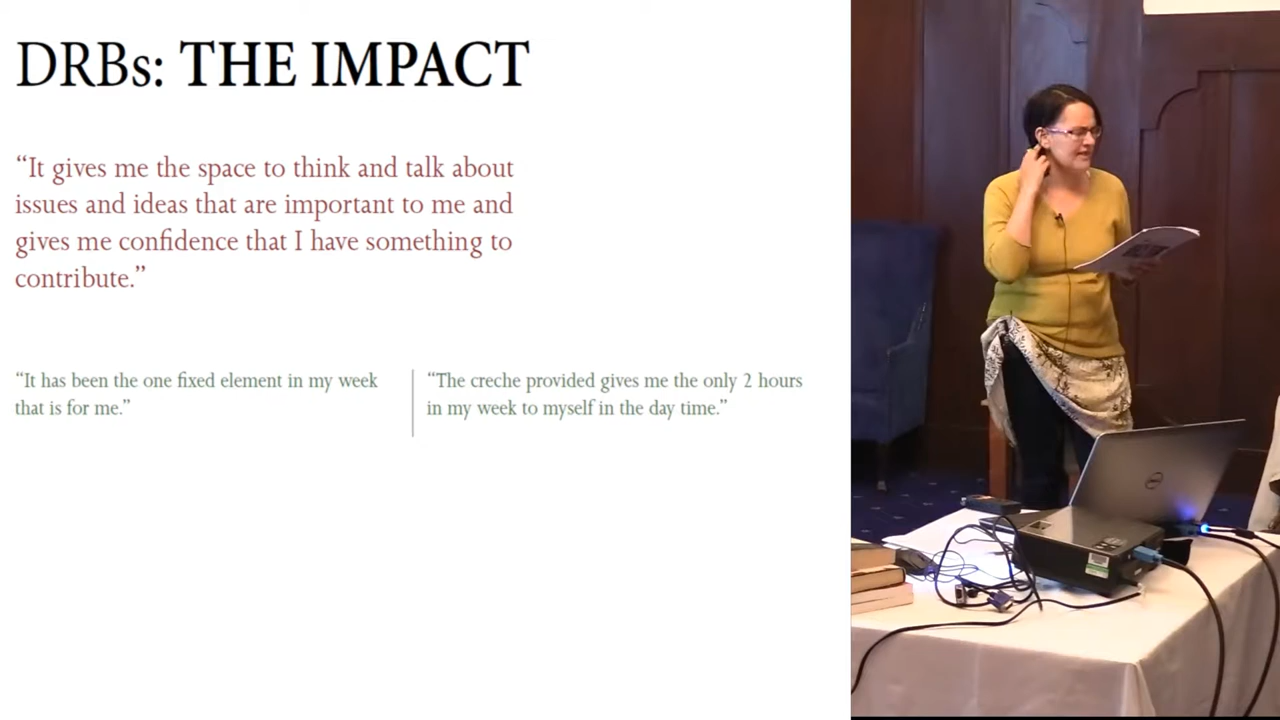 DRBs: THE IMPACT
“It gives me the space to think and talk about
issues and ideas that are important to me and
gives me confidence that I have something to
contribute.”
“It has been the one fixed element in my week
that is for me.”
“The creche provided gives me the only 2 hours
in my week to myself in the day time.”
DELL